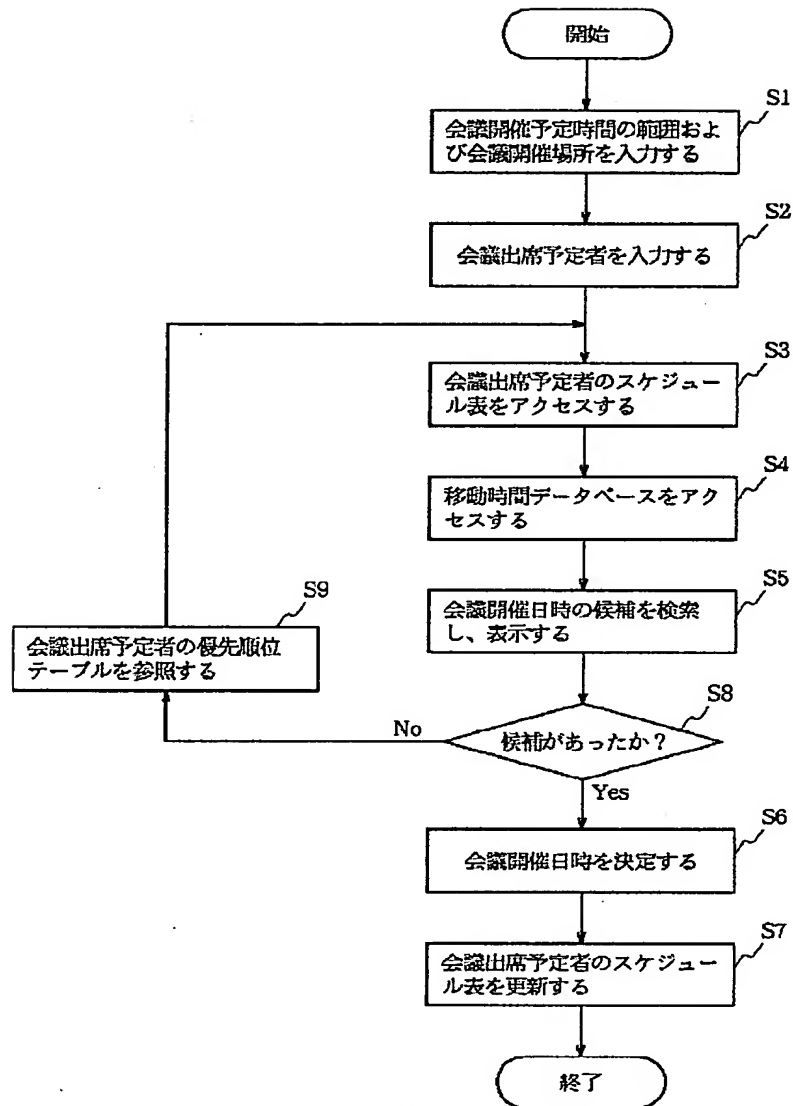 開始
S1
会議開催予定時間の範囲およ
び会議開催場所を入力する
S2
会議出席予定者を入力する
S3
会議出席予定者のスケジュー
ル表をアクセスする
S4
移動時間データベースをアク
セスする
S5
会議開催日時の候補を検索
し、表示する
S9
会議出席予定者の優先順位
テーブルを参照する
S8
候補があったか？
No
Yes
S6
会議開催日時を決定する
S7
会議出席予定者のスケジュー
ル表を更新する
終了